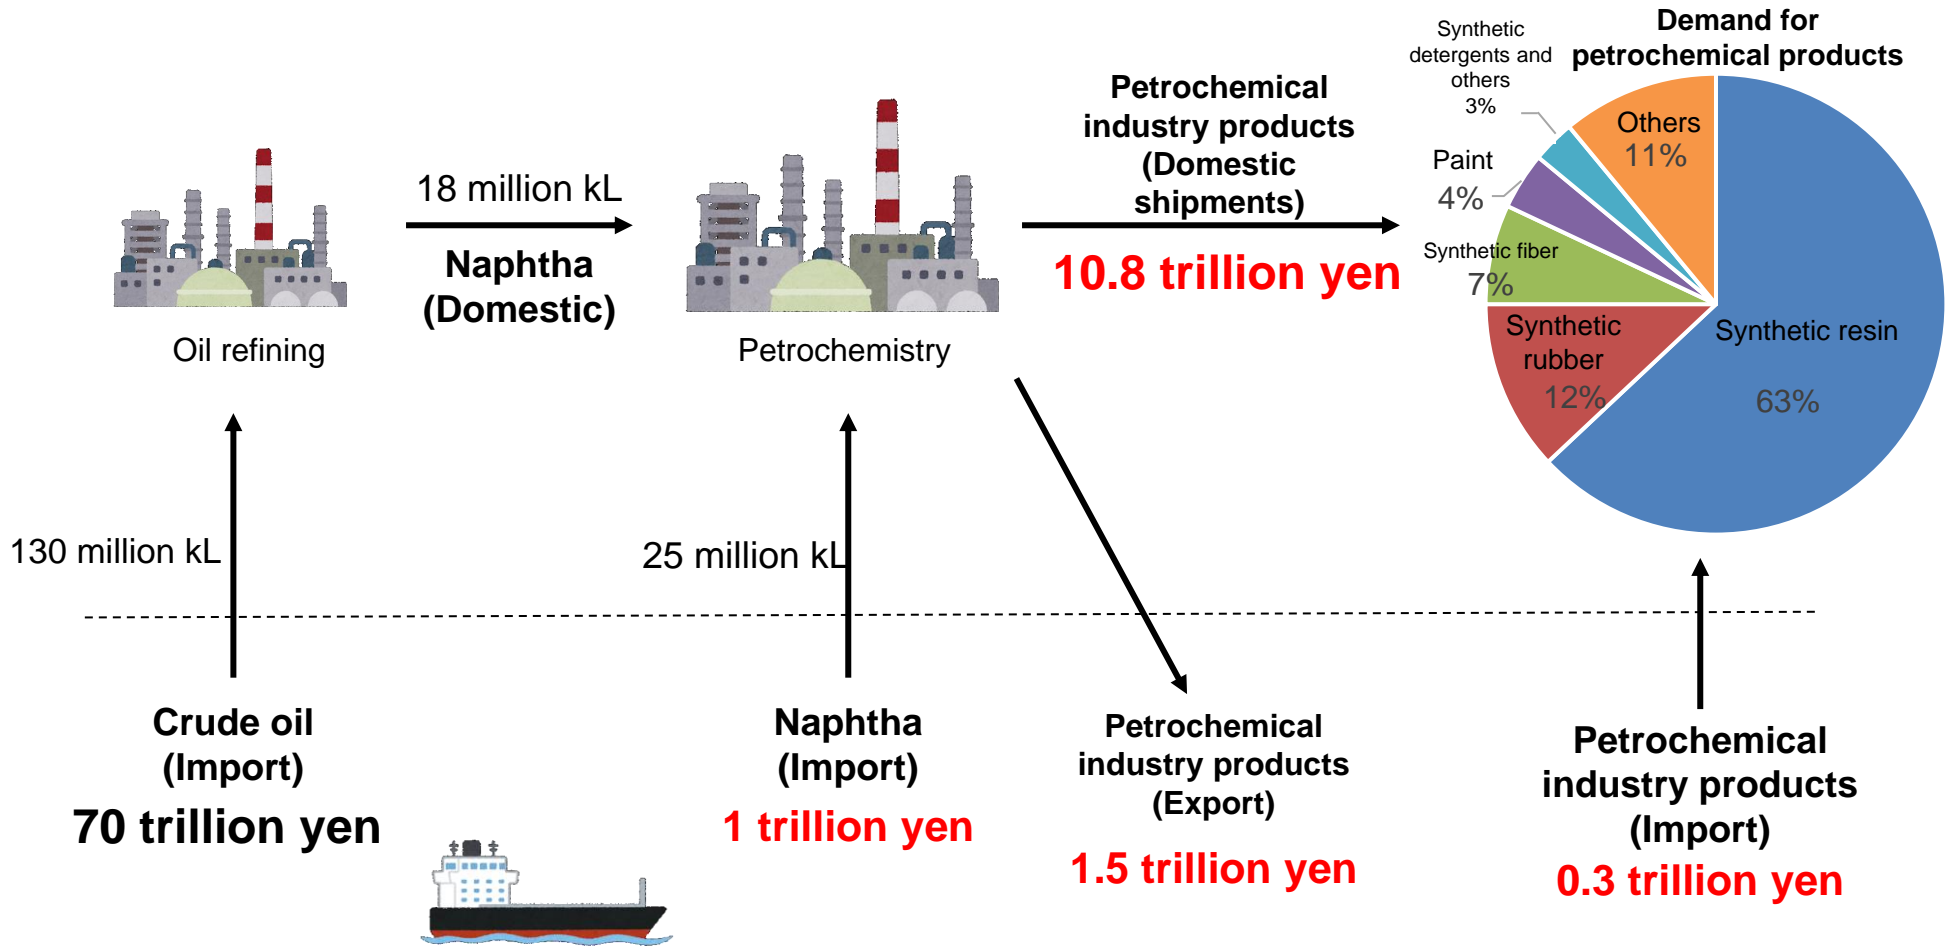 Demand for
petrochemical products
Synthetic
detergents and
others
3%
Others
11%
Paint
4%
Synthetic fiber
7%
Synthetic
rubber
12%
Synthetic resin
63%
Petrochemical
industry products
(Domestic
shipments)
10.8 trillion yen
18 million kL
Naphtha
(Domestic)
Oil refining
Petrochemistry
130 million kL
25 million kL
Crude oil
(Import)
70 trillion yen
Naphtha
(Import)
1 trillion yen
Petrochemical
industry products
(Export)
1.5 trillion yen
Petrochemical
industry products
(Import)
0.3 trillion yen